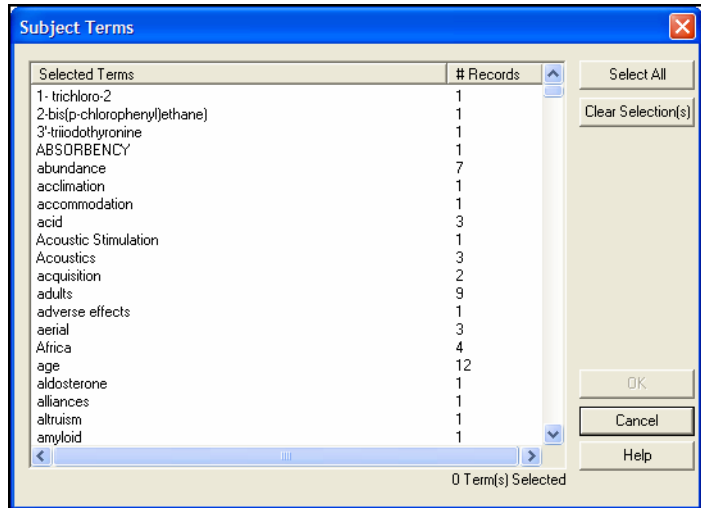 Subject Terms
Selected Terms # Records
1- trichloro-2 1
2-bis(p-chlorophenyl)ethane) 1
3'-triiodothyronine 1
ABSORBENCY 1
abundance 7
acclimation 1
accommodation 1
acid 3
Acoustic Stimulation 1
Acoustics 3
acquisition 2
adults 9
adverse effects 1
aerial 3
Africa 4
age 12
aldosterone 1
alliances 1
altruism 1
amyloid 1
0 Term(s) Selected
Select All
Clear Selection(s)
OK
Cancel
Help